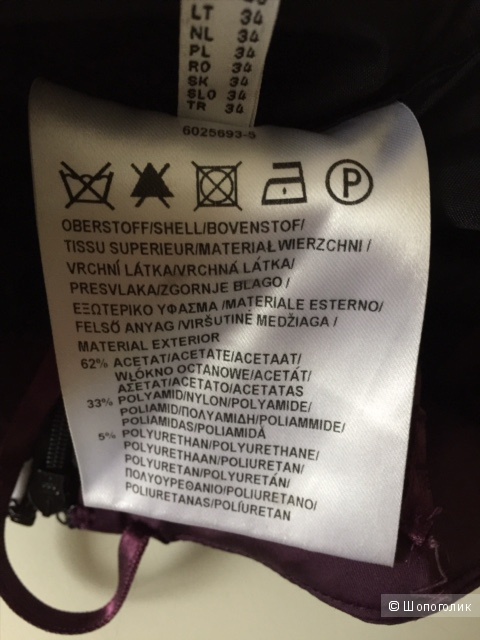 LT 34
NL 34
PL 34
RO 34
SK 34
SLO 34
TR 34
6025693-5
P
OBERSTOFF/SHELL/BOVENSTOF/
TISSU SUPERIEUR/MATERIAŁ WIERZCHNI /
VRCHNÍ LÁTKA/VRCHNÁ LÁTKA/
PRESVLAKA/ZGORNJE BLAGO /
ΕΞΩΤΕΡΙΚΟ ΥΦΑΣΜΑ /MATERIALE ESTERNO/
FELSŐ ANYAG /VIRŠUTINĖ MEDŽIAGA /
MATERIAL EXTERIOR
62% ACETAT/ACETATE/ACETAAT/
WŁÓKNO OCTANOWE/ACETÁT/
ΑΣΕΤΑΤ/ACETATO/ACETATAS
33% POLYAMID/NYLON/POLYAMIDE/
POLIAMID/ΠΟΛΥΑΜΙΔΗ/POLIAMMIDE/
POLIAMIDAS/POLIAMIDĂ
5% POLYURETHAN/POLYURETHANE/
POLYURETHAAN/POLIURETAN/
POLYURETAN/POLYURETÁN/
ΠΟΛΥΟΥΡΕΘΑΝΙΟ/POLIURETANO/
POLIURETANAS/POLIURETAN
© Шопоголик